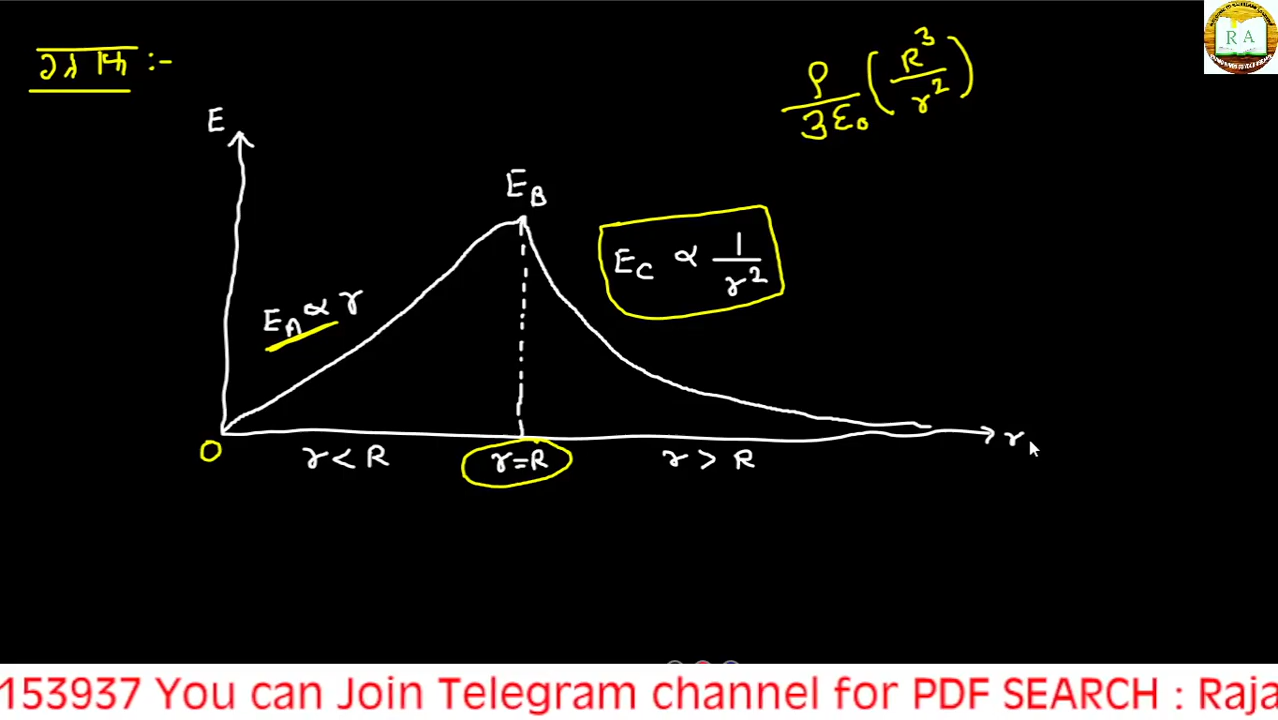 :-
ρ/3ε₀ (R³/r²)
E
E_B
E_C ∝ 1/r²
E_A ∝ r
O
r < R
r=R
r > R
r
R A
153937 You can Join Telegram channel for PDF SEARCH : Raja